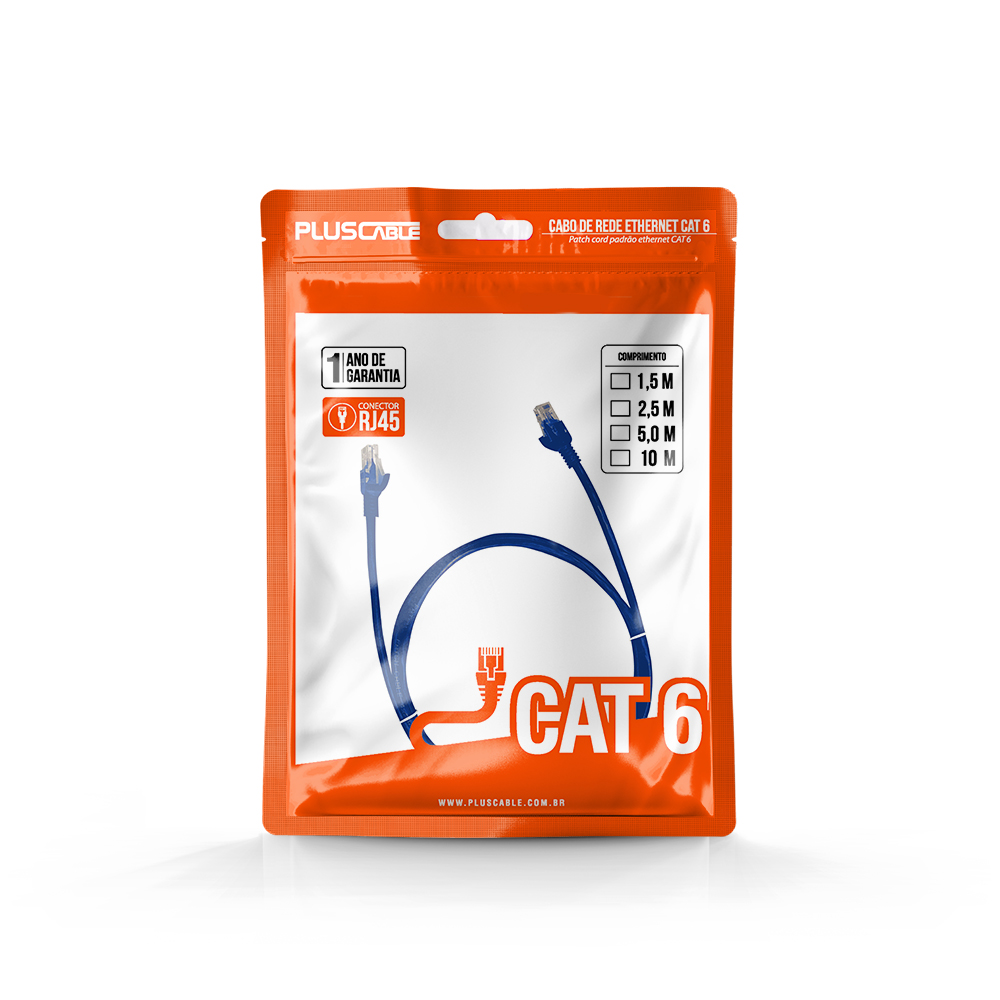 PLUSCABLE
CABO DE REDE ETHERNET CAT 6
Patch cord padrão ethernet CAT 6
1 ANO DE
GARANTIA
CONECTOR
RJ45
COMPRIMENTO
1,5 M
2,5 M
5,0 M
10 M
CAT 6
WWW.PLUSCABLE.COM.BR